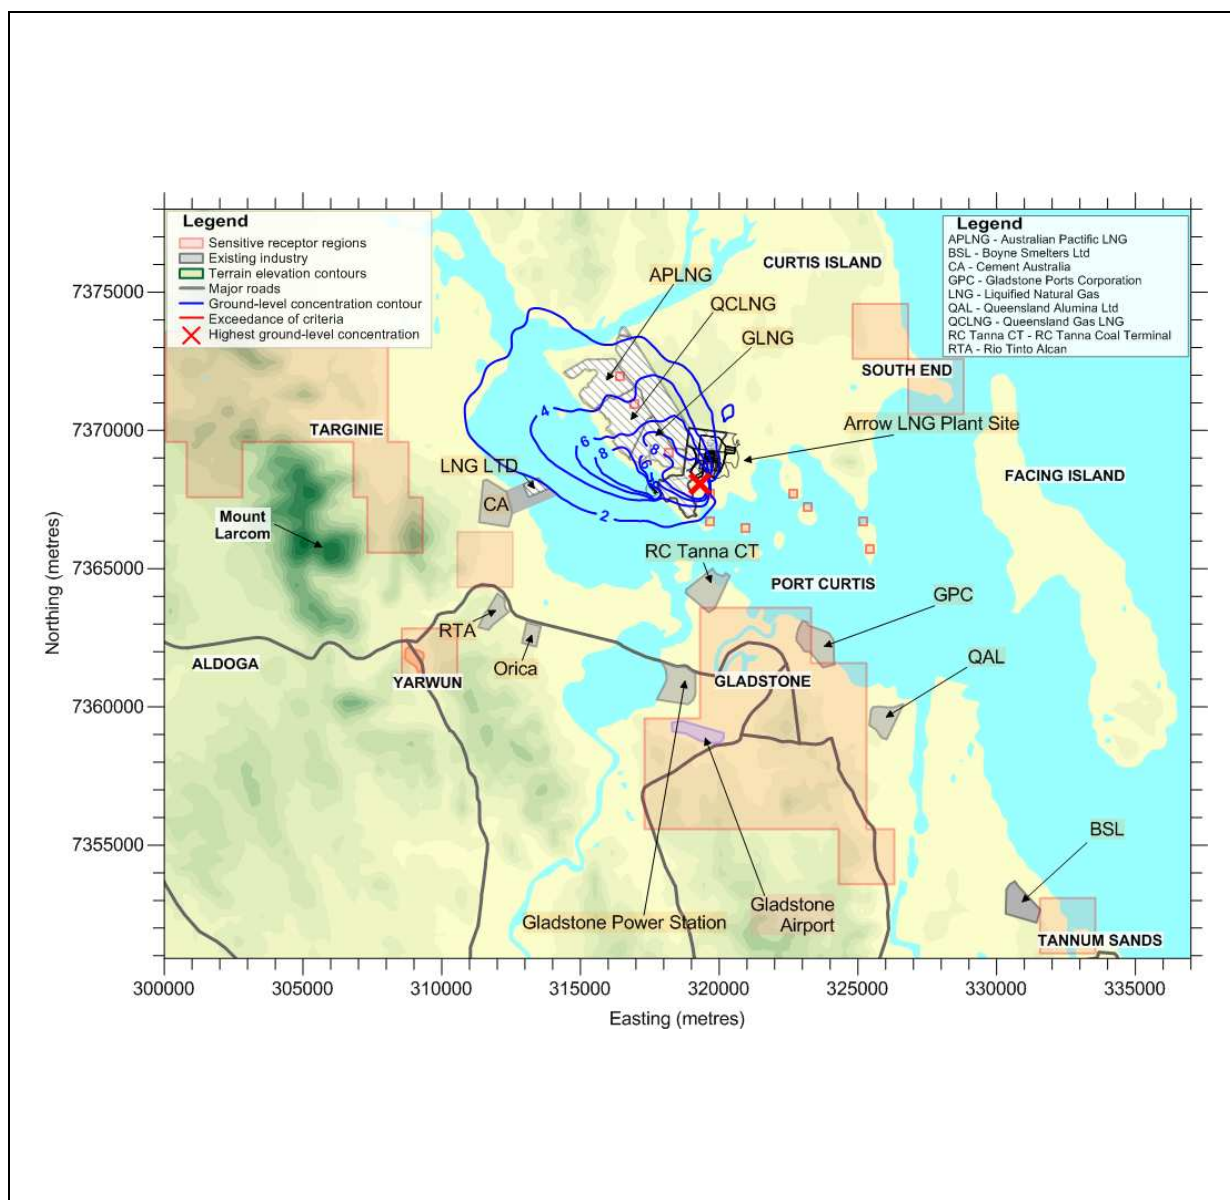 Legend
Sensitive receptor regions
Existing industry
Terrain elevation contours
Major roads
Ground-level concentration contour
Exceedance of criteria
Highest ground-level concentration
Legend
APLNG - Australian Pactific LNG
BSL - Boyne Smelters Ltd
CA - Cement Australia
GPC - Gladstone Ports Corporation
LNG - Liquified Natural Gas
QAL - Queensland Alumina Ltd
QCLNG - Queensland Gas LNG
RC Tanna CT - RC Tanna Coal Terminal
RTA - Rio Tinto Alcan
CURTIS ISLAND
APLNG
QCLNG
GLNG
SOUTH END
Arrow LNG Plant Site
TARGINIE
LNG LTD
CA
FACING ISLAND
Mount
Larcom
4
6
8
8
6
2
RC Tanna CT
PORT CURTIS
GPC
RTA
Orica
ALDOGA
YARWUN
GLADSTONE
QAL
BSL
Gladstone Power Station
Gladstone
Airport
TANNUM SANDS
7375000
7370000
7365000
7360000
7355000
Northing (metres)
300000 305000 310000 315000 320000 325000 330000 335000
Easting (metres)